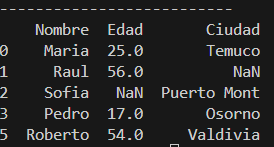 --------------------------
Nombre Edad Ciudad
0 Maria 25.0 Temuco
1 Raul 56.0 NaN
2 Sofia NaN Puerto Mont
3 Pedro 17.0 Osorno
5 Roberto 54.0 Valdivia